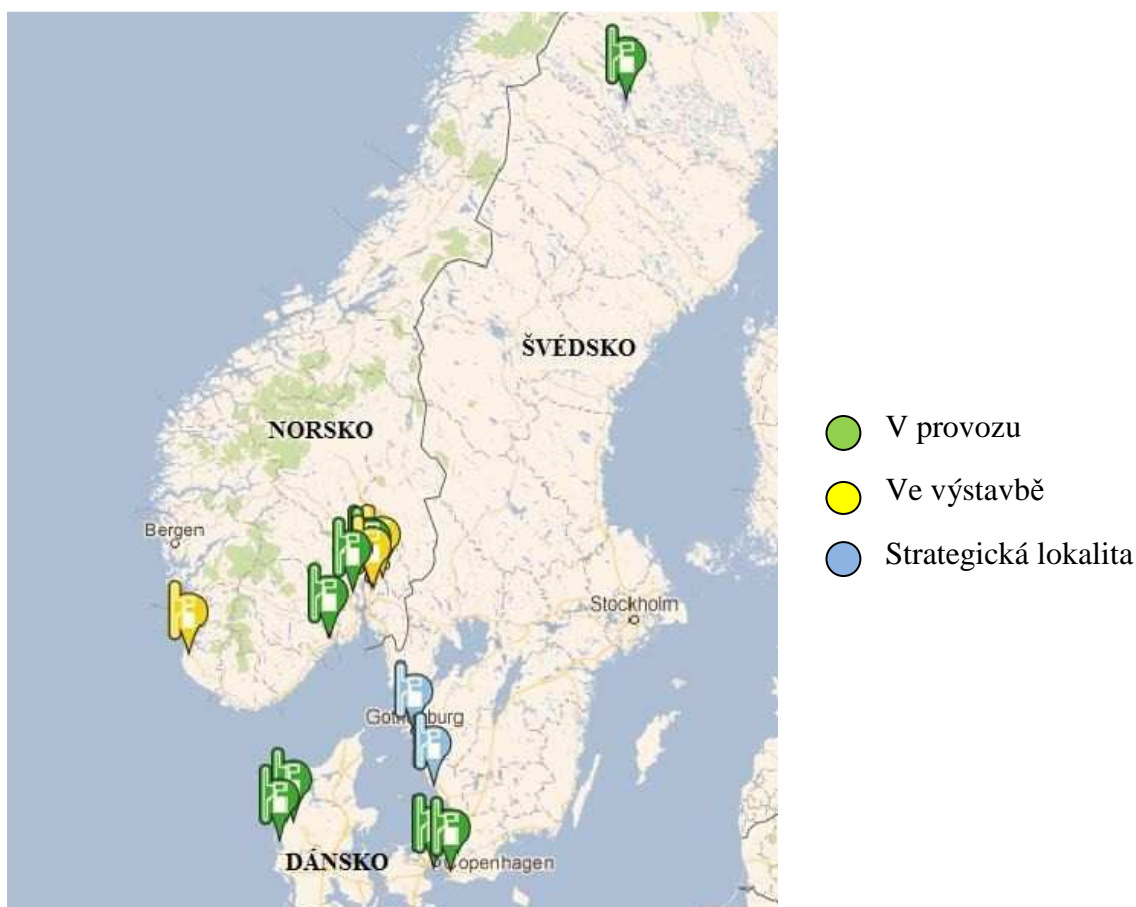 ŠVÉDSKO
NORSKO
Bergen
Stockholm
DÁNSKO
V provozu
Ve výstavbě
Strategická lokalita